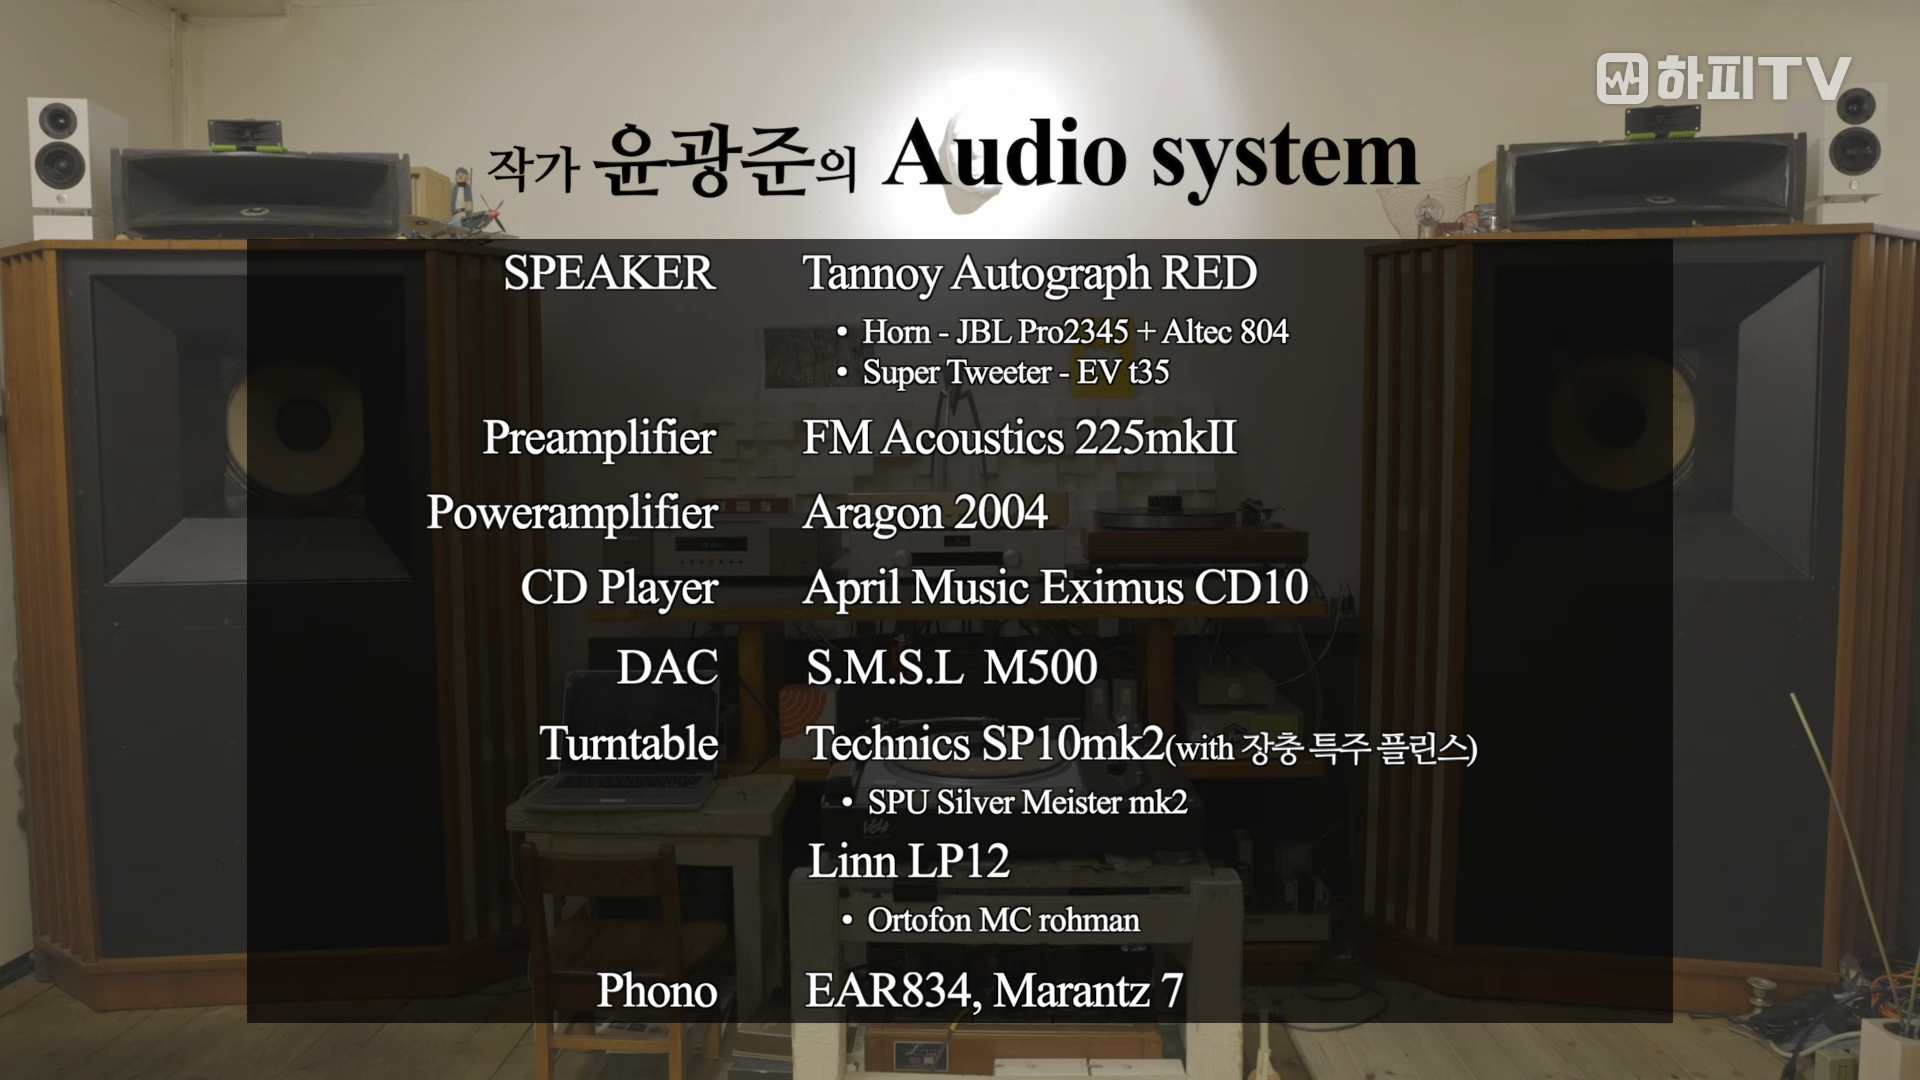 하피TV
작가 윤광준의 Audio system
SPEAKER Tannoy Autograph RED
• Horn - JBL Pro2345 + Altec 804
• Super Tweeter - EV t35
Preamplifier FM Acoustics 225mkII
Poweramplifier Aragon 2004
CD Player April Music Eximus CD10
DAC S.M.S.L M500
Turntable Technics SP10mk2(with 장충 특주 플린스)
• SPU Silver Meister mk2
Linn LP12
• Ortofon MC rohman
Phono EAR834, Marantz 7